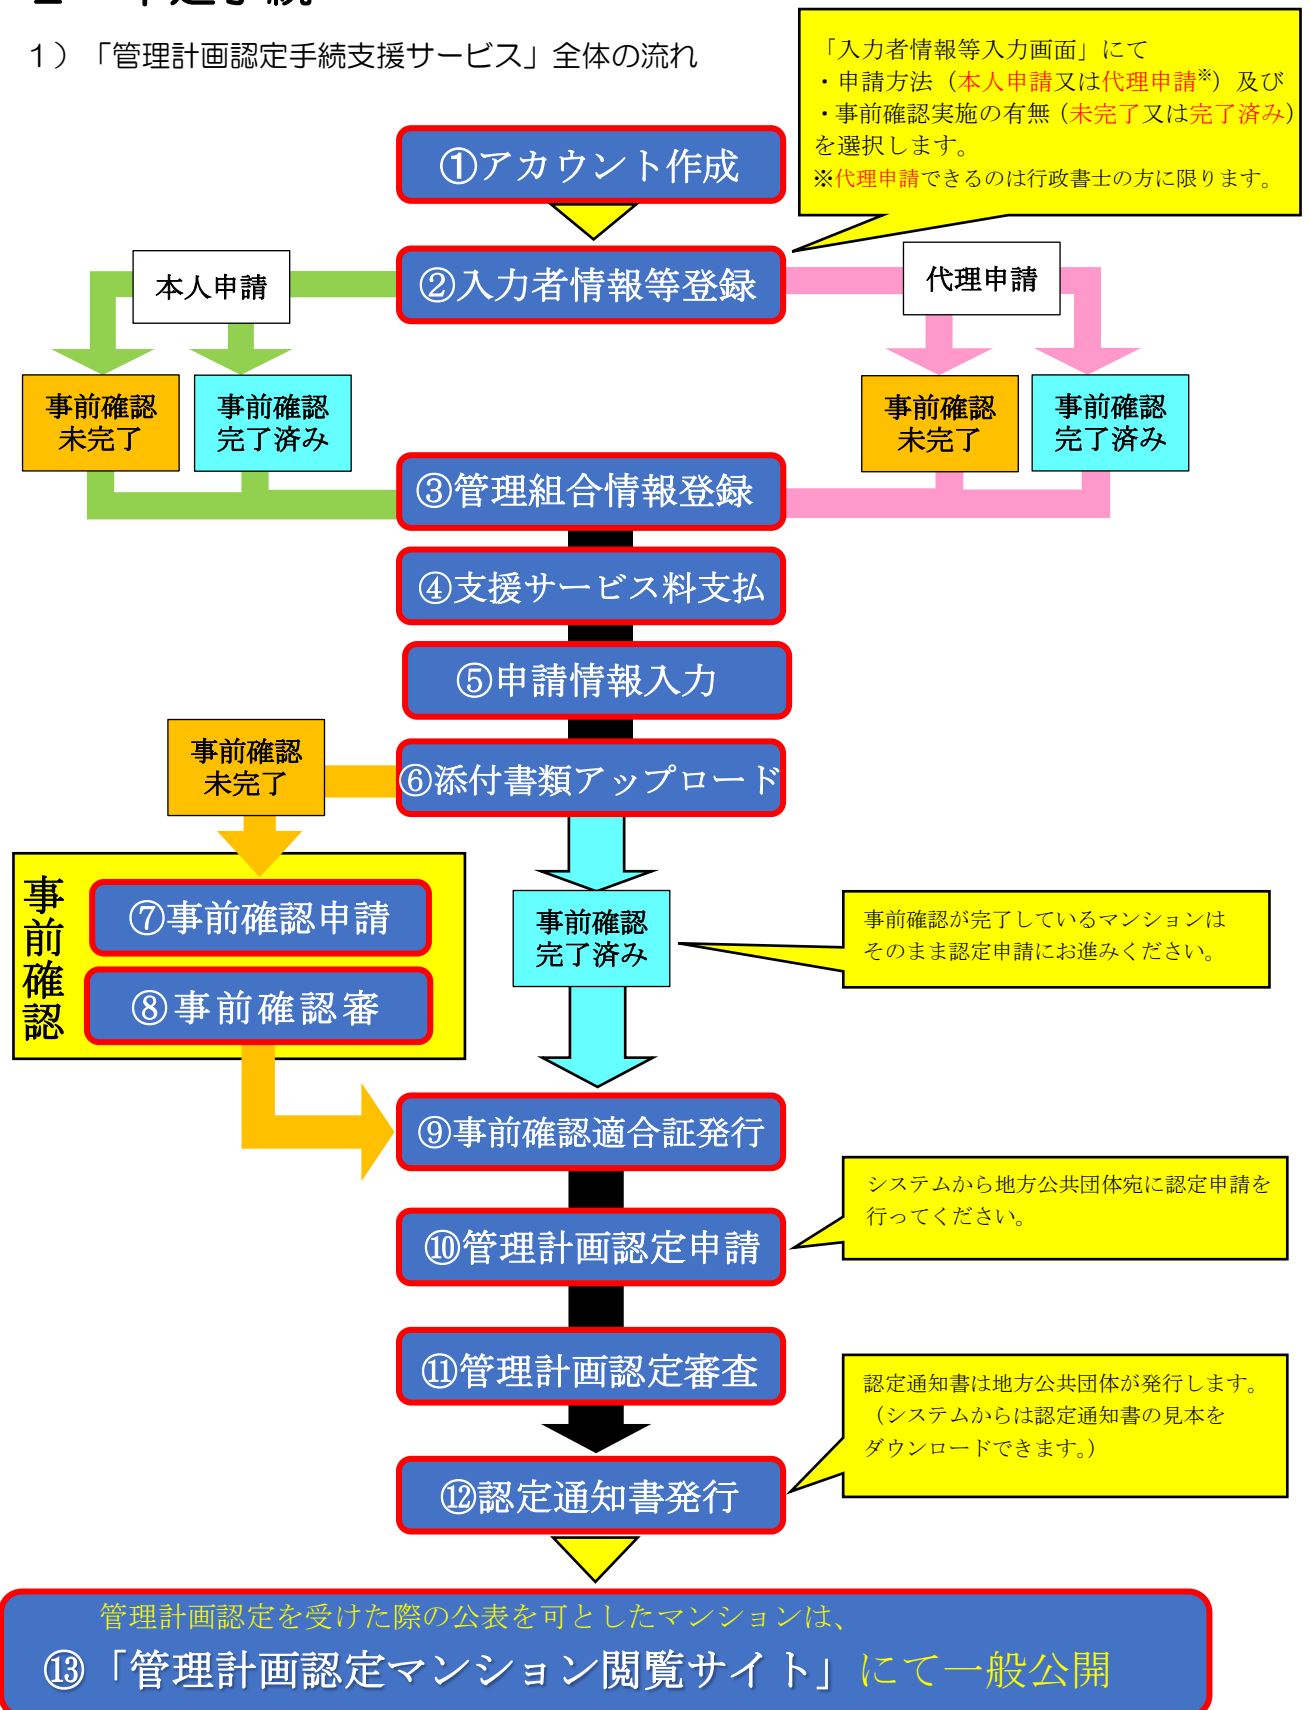 １）「管理計画認定手続支援サービス」全体の流れ
「入力者情報等入力画面」にて
・申請方法（本人申請又は代理申請※）及び
・事前確認実施の有無（未完了又は完了済み）
を選択します。
※代理申請できるのは行政書士の方に限ります。
①アカウント作成
②入力者情報等登録
本人申請
代理申請
事前確認
未完了
事前確認
完了済み
事前確認
未完了
事前確認
完了済み
③管理組合情報登録
④支援サービス料支払
⑤申請情報入力
⑥添付書類アップロード
事前確認
未完了
事前確認
⑦事前確認申請
⑧事前確認審
事前確認
完了済み
事前確認が完了しているマンションは
そのまま認定申請にお進みください。
⑨事前確認適合証発行
システムから地方公共団体宛に認定申請を
行ってください。
⑩管理計画認定申請
⑪管理計画認定審査
認定通知書は地方公共団体が発行します。
（システムからは認定通知書の見本を
ダウンロードできます。）
⑫認定通知書発行
管理計画認定を受けた際の公表を可としたマンションは、
⑬「管理計画認定マンション閲覧サイト」にて一般公開